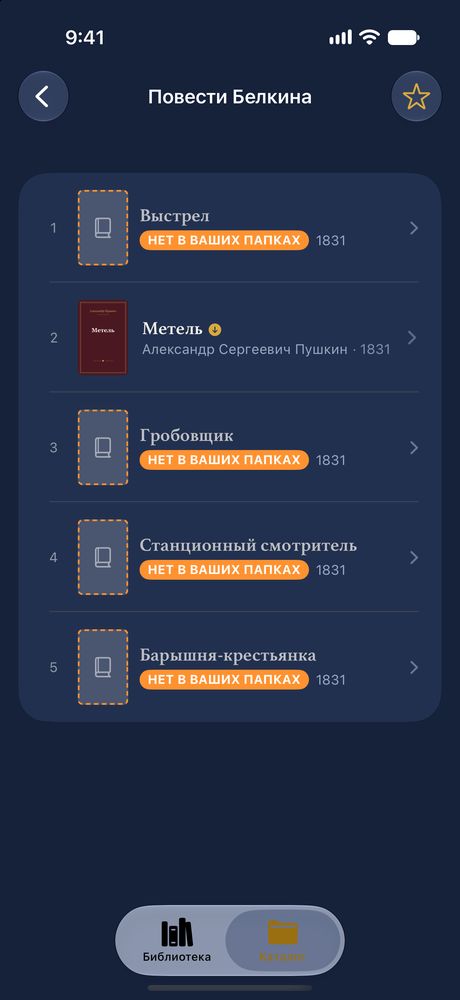 9:41
Повести Белкина
1
Выстрел
НЕТ В ВАШИХ ПАПКАХ 1831
Метель
2
Метель
Александр Сергеевич Пушкин · 1831
3
Гробовщик
НЕТ В ВАШИХ ПАПКАХ 1831
4
Станционный смотритель
НЕТ В ВАШИХ ПАПКАХ 1831
5
Барышня-крестьянка
НЕТ В ВАШИХ ПАПКАХ 1831
Библиотека
Каталог